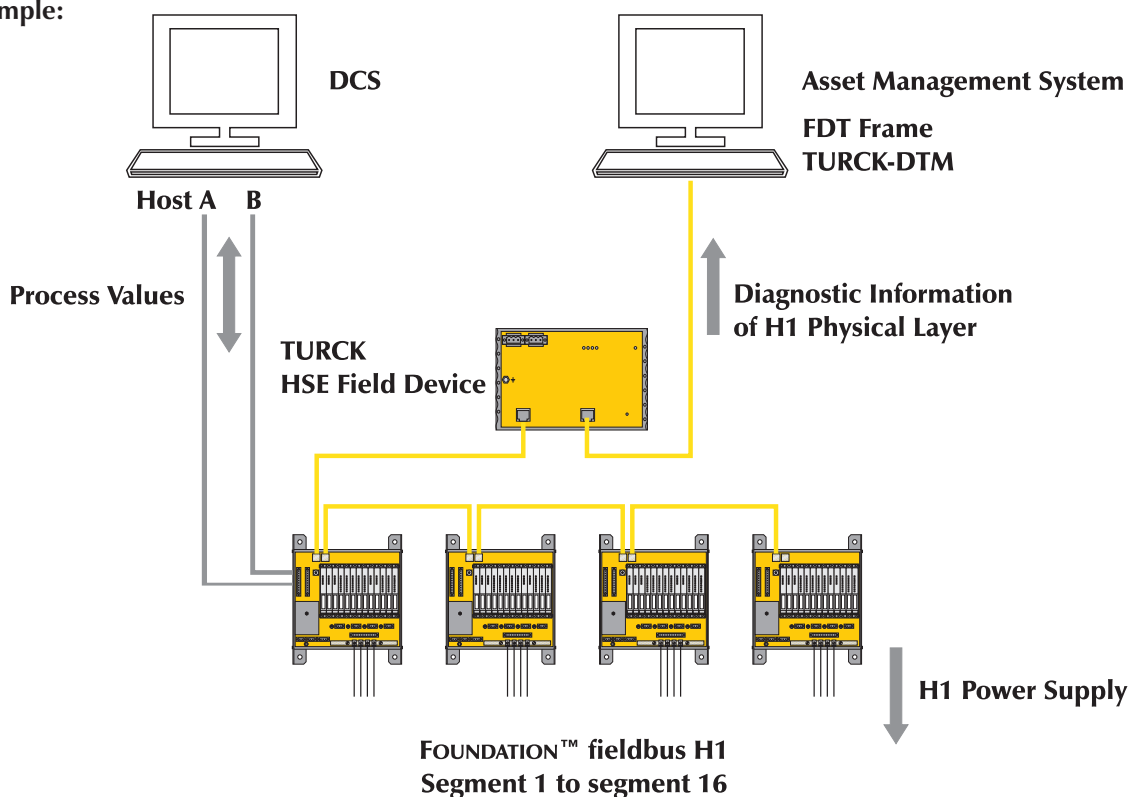 mple:
DCS
Asset Management System
FDT Frame
TURCK-DTM
Host A B
Process Values
Diagnostic Information
of H1 Physical Layer
TURCK
HSE Field Device
H1 Power Supply
FOUNDATION™ fieldbus H1
Segment 1 to segment 16